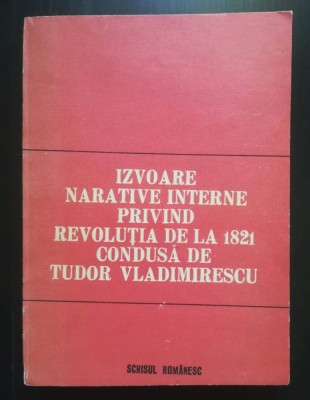 IZVOARE
NARATIVE INTERNE
PRIVIND
REVOLUȚIA DE LA 1821
CONDUSĂ DE
TUDOR VLADIMIRESCU
SCRISUL ROMÂNESC